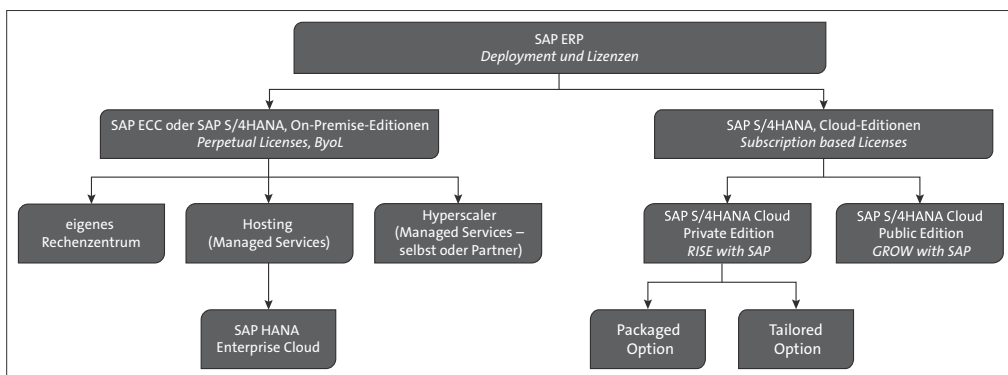 SAP ERP
Deployment und Lizenzen
SAP ECC oder SAP S/4HANA, On-Premise-Editionen
Perpetual Licenses, ByoL
SAP S/4HANA, Cloud-Editionen
Subscription based Licenses
eigenes
Rechenzentrum
Hosting
(Managed Services)
Hyperscaler
(Managed Services –
selbst oder Partner)
SAP S/4HANA Cloud
Private Edition
RISE with SAP
SAP S/4HANA Cloud
Public Edition
GROW with SAP
SAP HANA
Enterprise Cloud
Packaged
Option
Tailored
Option